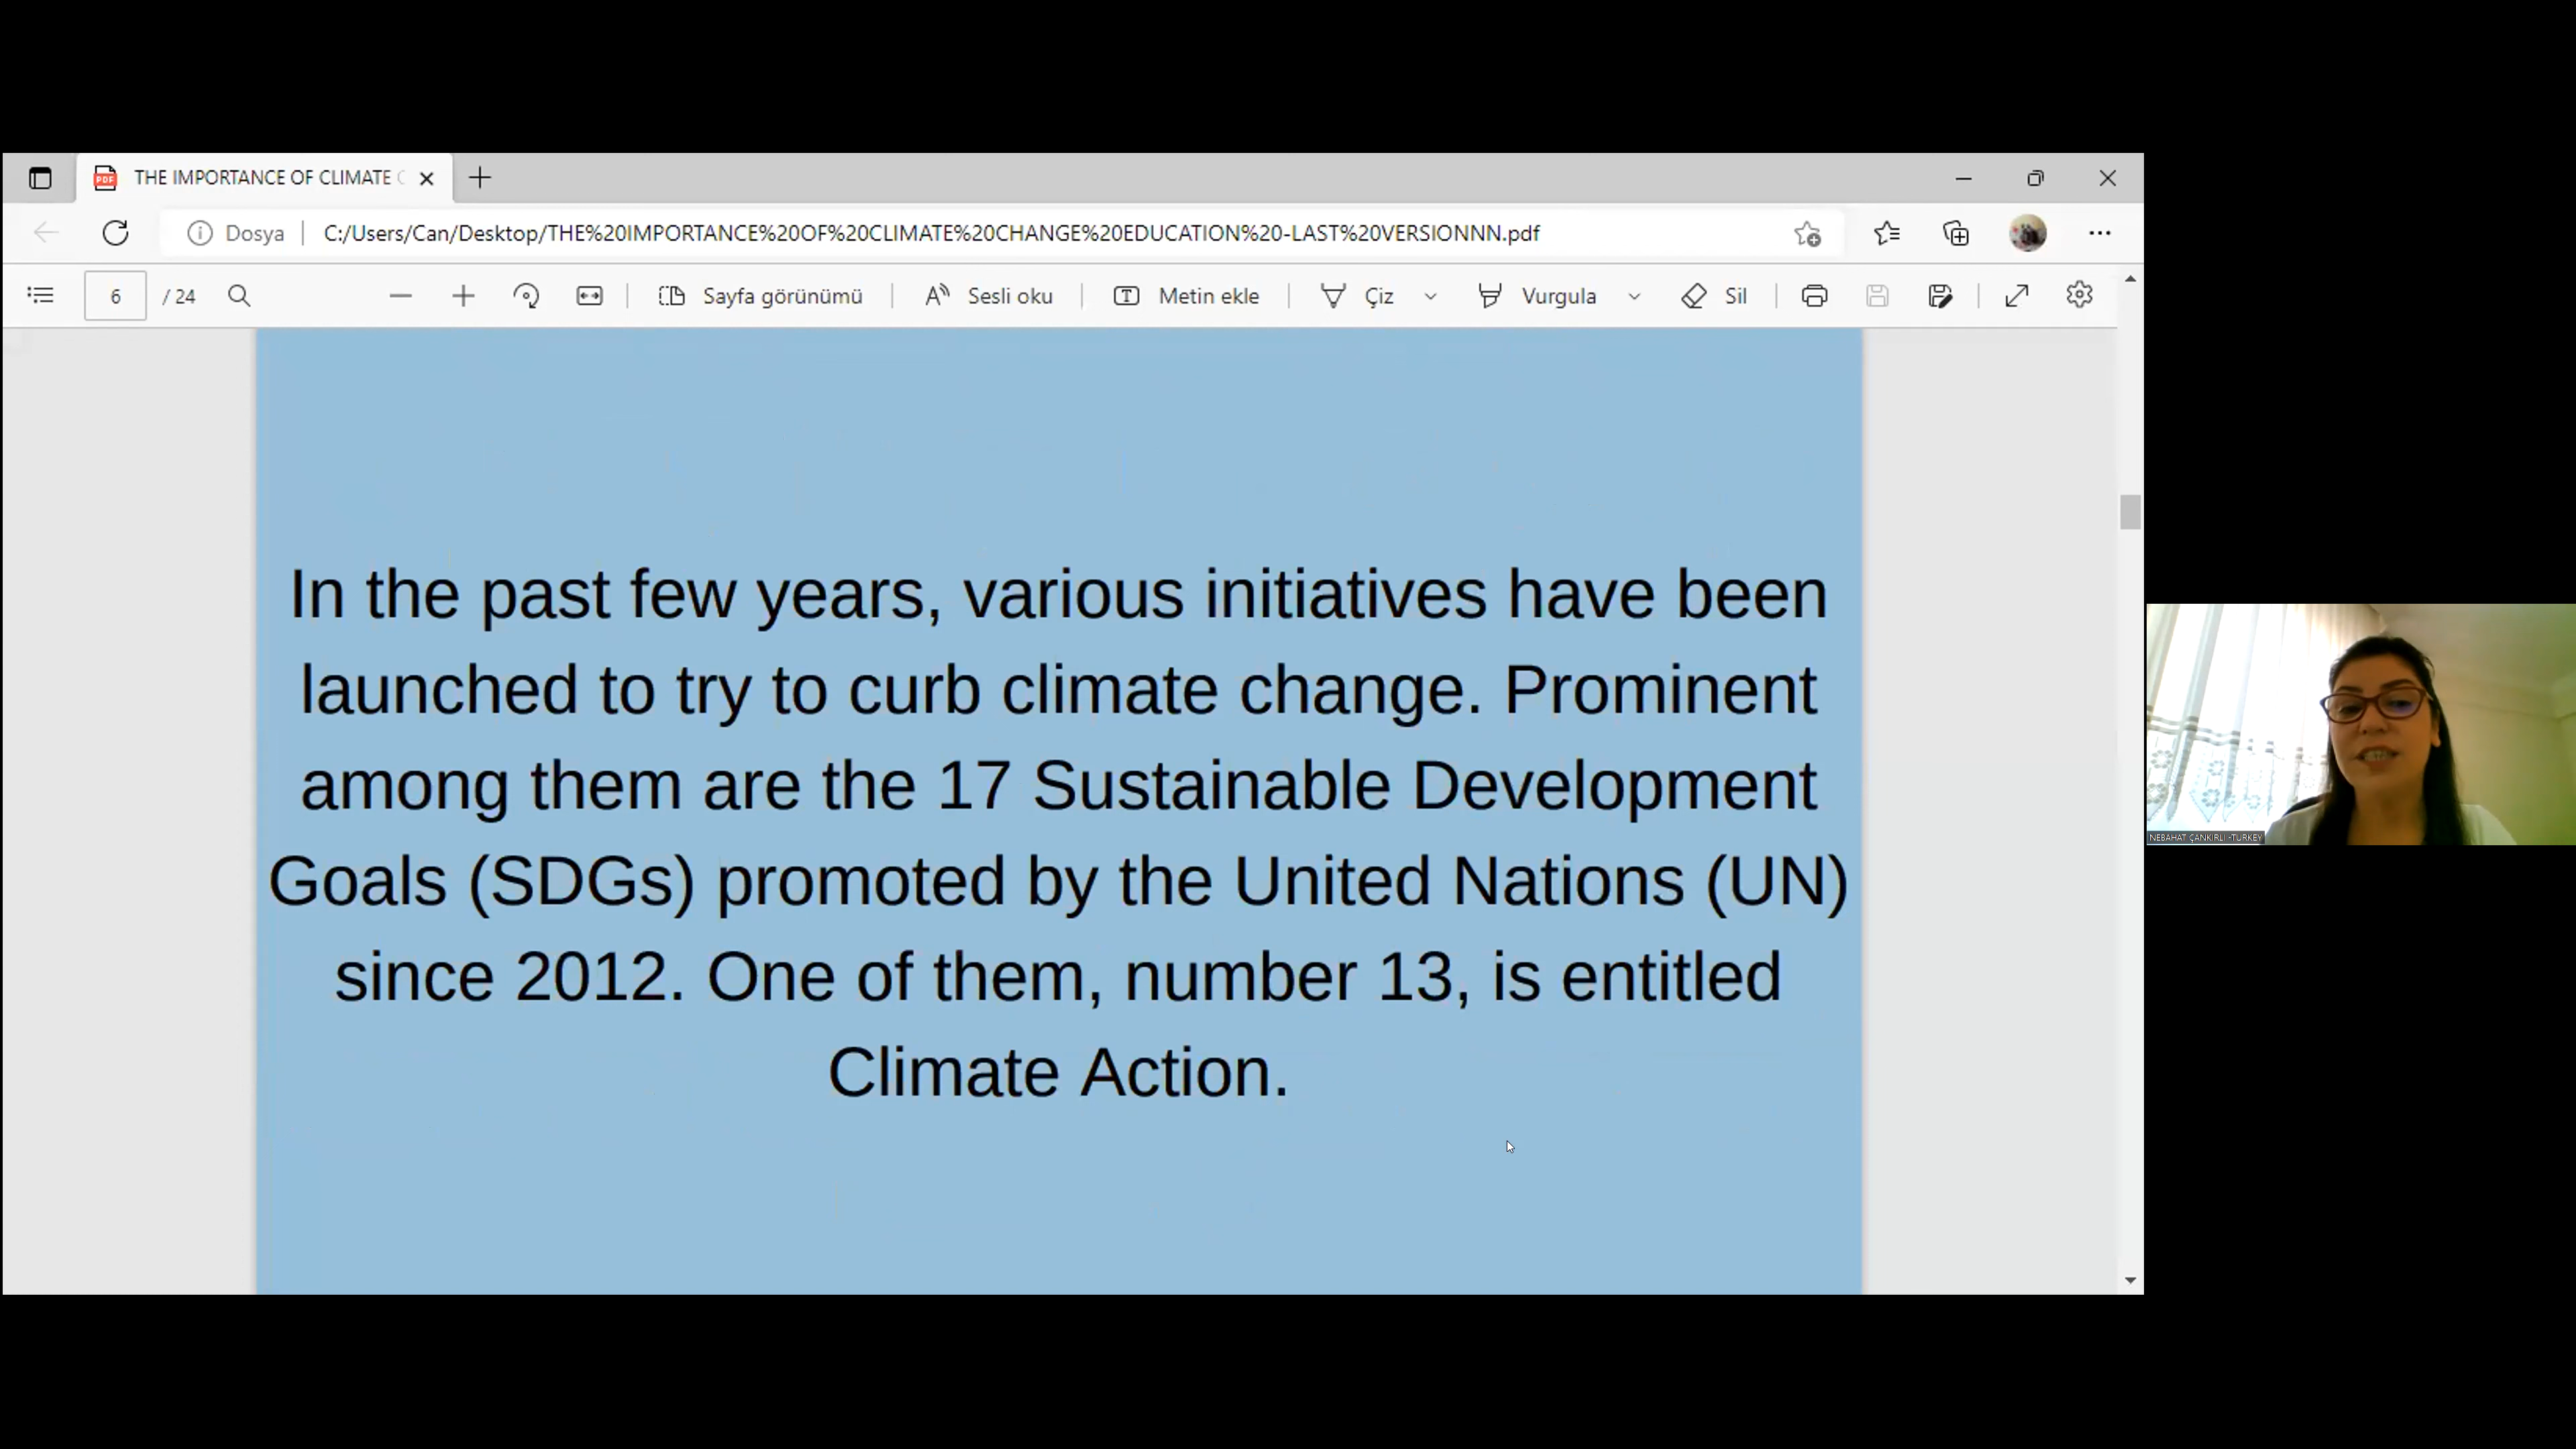 THE IMPORTANCE OF CLIMATE
Dosya
C:/Users/Can/Desktop/THE%20IMPORTANCE%20OF%20CLIMATE%20CHANGE%20EDUCATION%20-LAST%20VERSIONNN.pdf
6 / 24 Sayfa görünümü Sesli oku Metin ekle Çiz Vurgula Sil
In the past few years, various initiatives have been
launched to try to curb climate change. Prominent
among them are the 17 Sustainable Development
Goals (SDGs) promoted by the United Nations (UN)
since 2012. One of them, number 13, is entitled
Climate Action.
NEBAHAT ÇANKIRLI -TURKEY